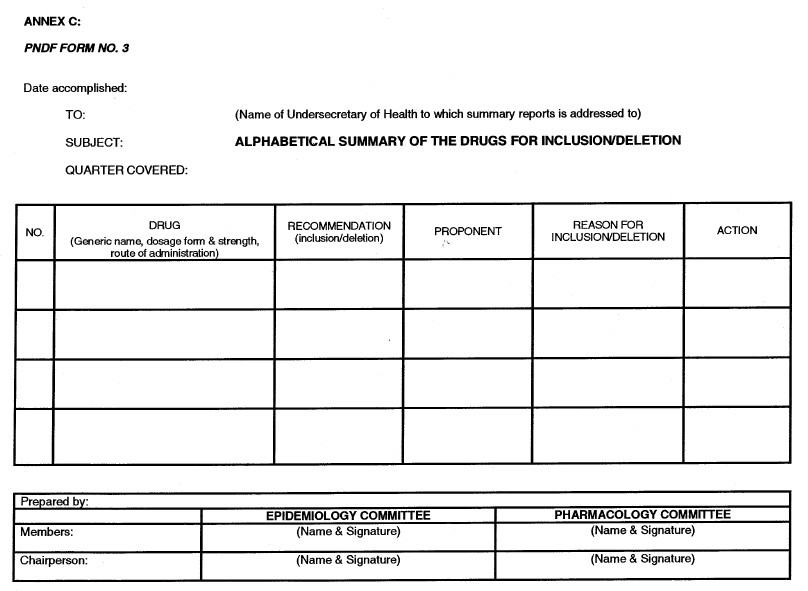 ANNEX C:
PNDF FORM NO. 3
Date accomplished:
TO: (Name of Undersecretary of Health to which summary reports is addressed to)
SUBJECT: ALPHABETICAL SUMMARY OF THE DRUGS FOR INCLUSION/DELETION
QUARTER COVERED:
NO.
DRUG
(Generic name, dosage form & strength,
route of administration)
RECOMMENDATION
(inclusion/deletion)
PROPONENT
REASON FOR
INCLUSION/DELETION
ACTION
Prepared by:
EPIDEMIOLOGY COMMITTEE PHARMACOLOGY COMMITTEE
Members: (Name & Signature) (Name & Signature)
Chairperson: (Name & Signature) (Name & Signature)